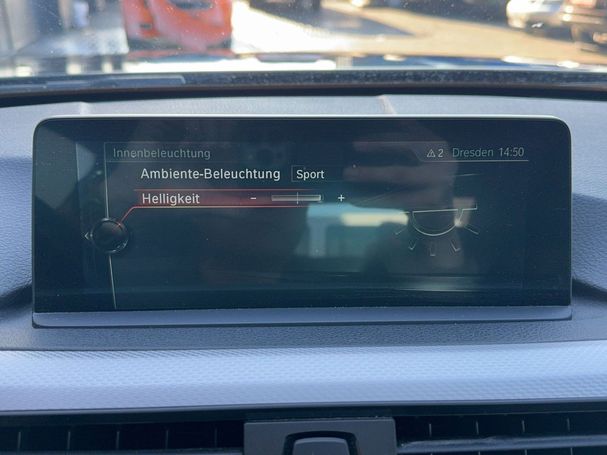 Innenbeleuchtung ⚠2 Dresden 14:50
Ambiente-Beleuchtung Sport
Helligkeit - +